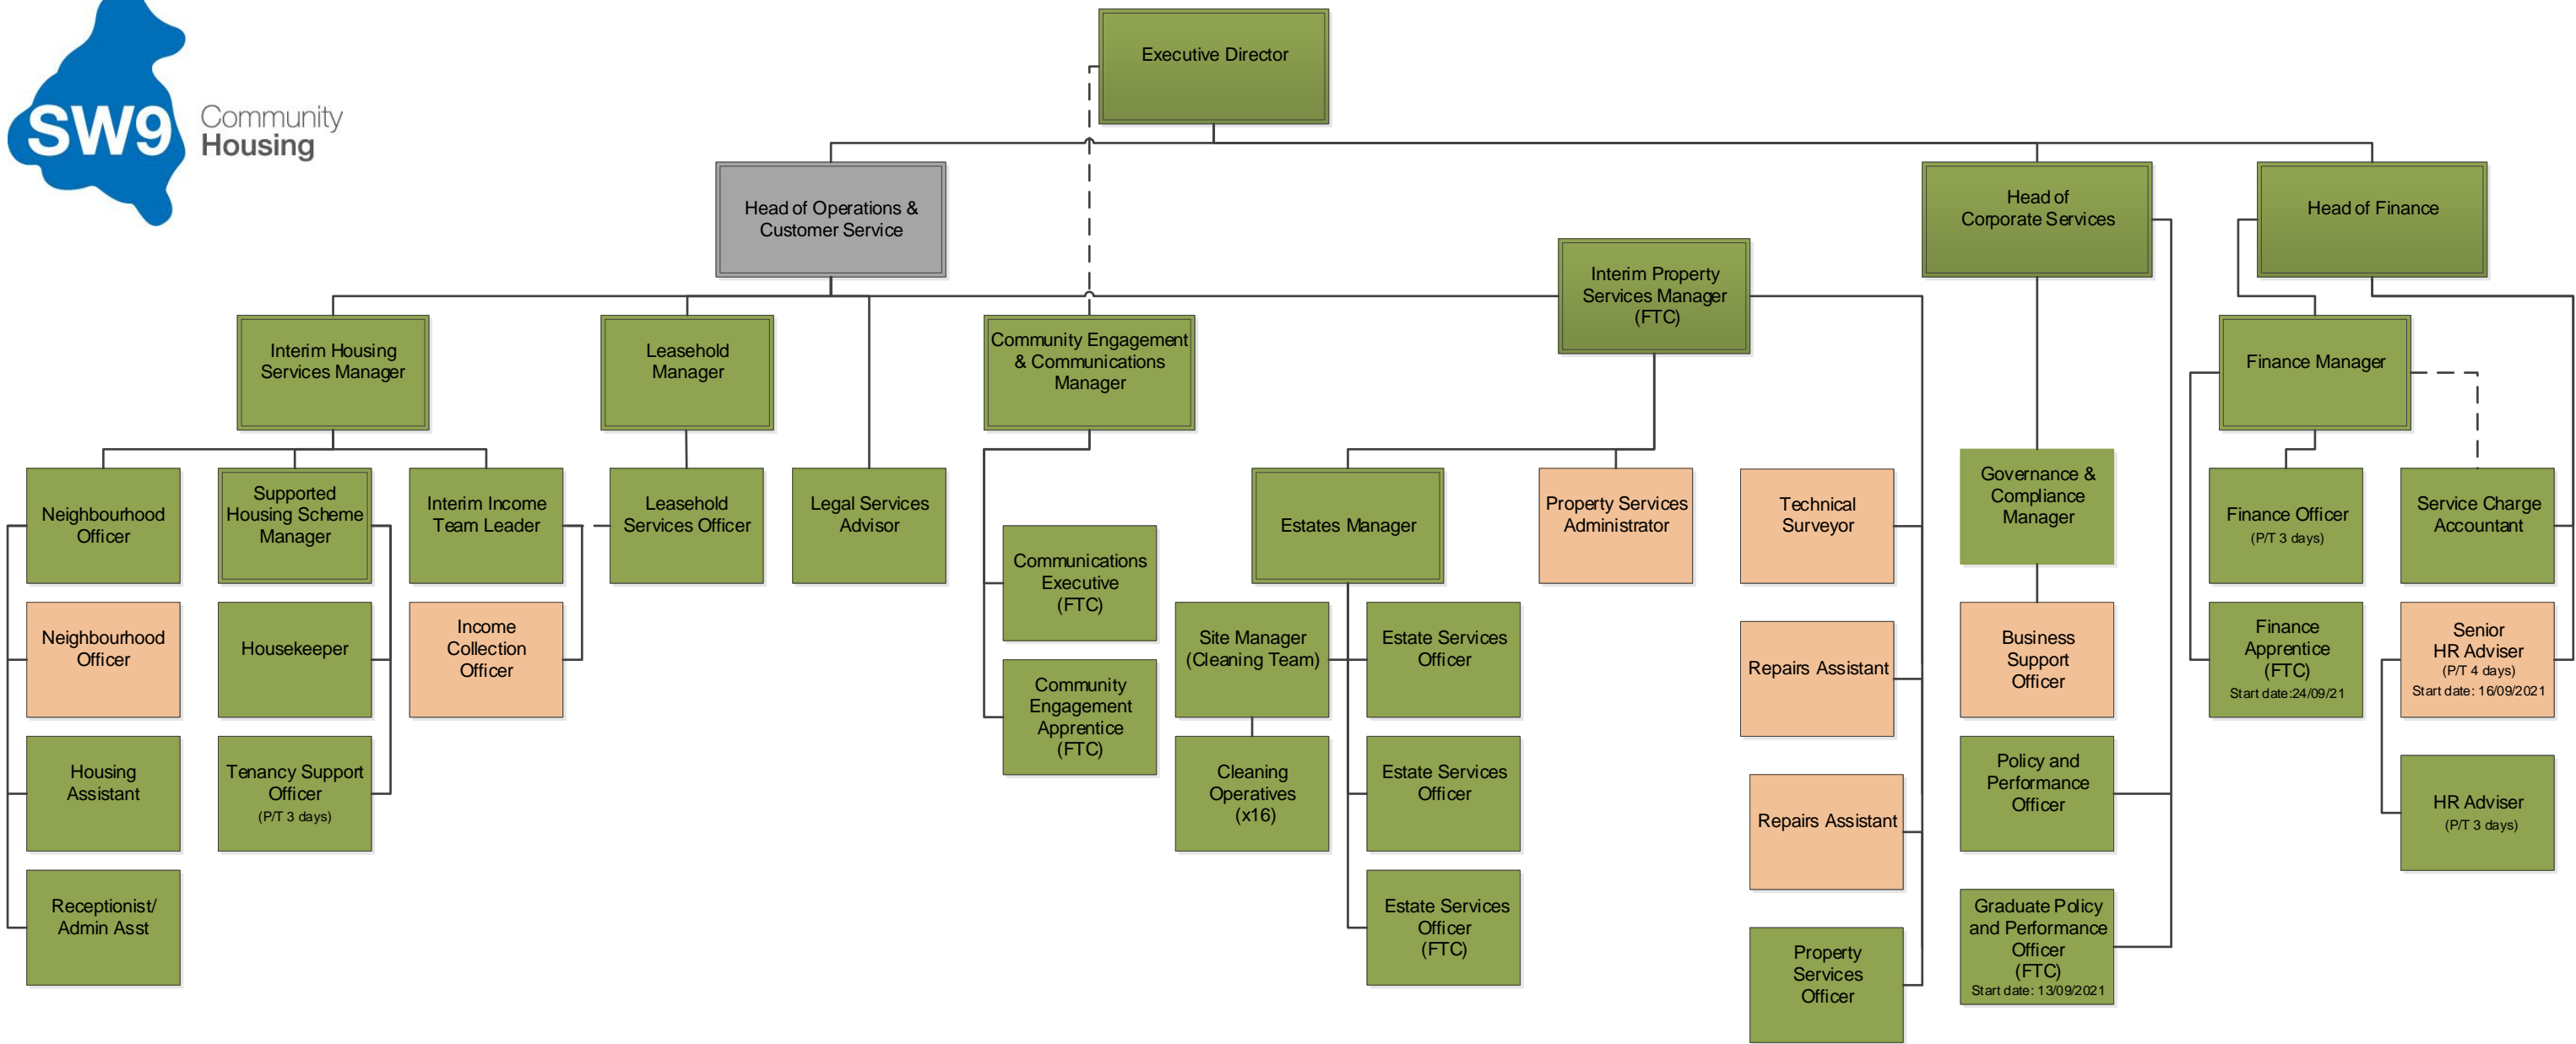 SW9
Community
Housing
Executive Director
Head of Operations &
Customer Service
Head of
Corporate Services
Head of Finance
Interim Property
Services Manager
(FTC)
Interim Housing
Services Manager
Leasehold
Manager
Community Engagement
& Communications
Manager
Finance Manager
Neighbourhood
Officer
Supported
Housing Scheme
Manager
Interim Income
Team Leader
Leasehold
Services Officer
Legal Services
Advisor
Communications
Executive
(FTC)
Estates Manager
Property Services
Administrator
Technical
Surveyor
Governance &
Compliance
Manager
Finance Officer
(P/T 3 days)
Service Charge
Accountant
Neighbourhood
Officer
Housekeeper
Income
Collection
Officer
Community
Engagement
Apprentice
(FTC)
Site Manager
(Cleaning Team)
Estate Services
Officer
Repairs Assistant
Business
Support
Officer
Finance
Apprentice
(FTC)
Start date:24/09/21
Senior
HR Adviser
(P/T 4 days)
Start date: 16/09/2021
Housing
Assistant
Tenancy Support
Officer
(P/T 3 days)
Cleaning
Operatives
(x16)
Estate Services
Officer
Repairs Assistant
Policy and
Performance
Officer
HR Adviser
(P/T 3 days)
Receptionist/
Admin Asst
Estate Services
Officer
(FTC)
Property
Services
Officer
Graduate Policy
and Performance
Officer
(FTC)
Start date: 13/09/2021